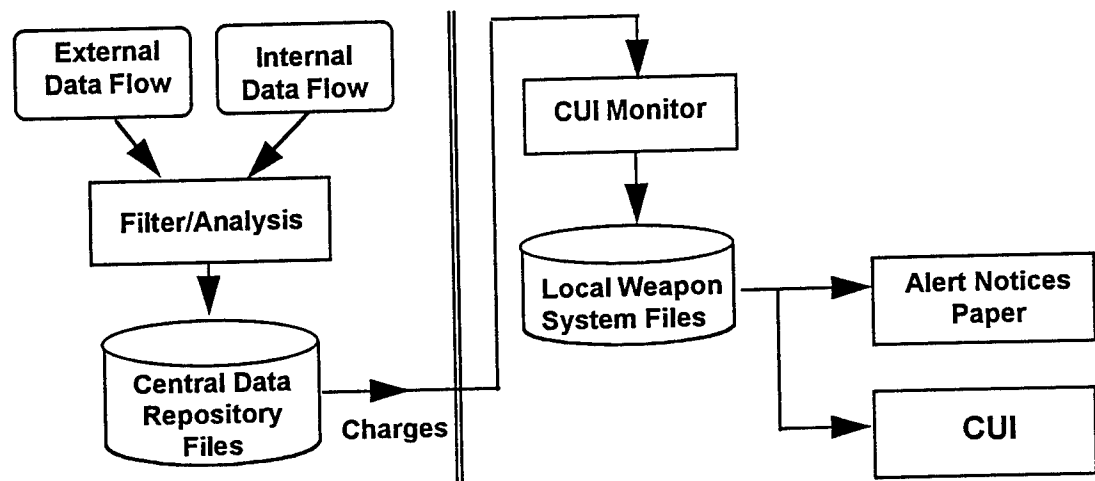 External
Data Flow
Internal
Data Flow
Filter/Analysis
Central Data
Repository
Files
Charges
CUI Monitor
Local Weapon
System Files
Alert Notices
Paper
CUI